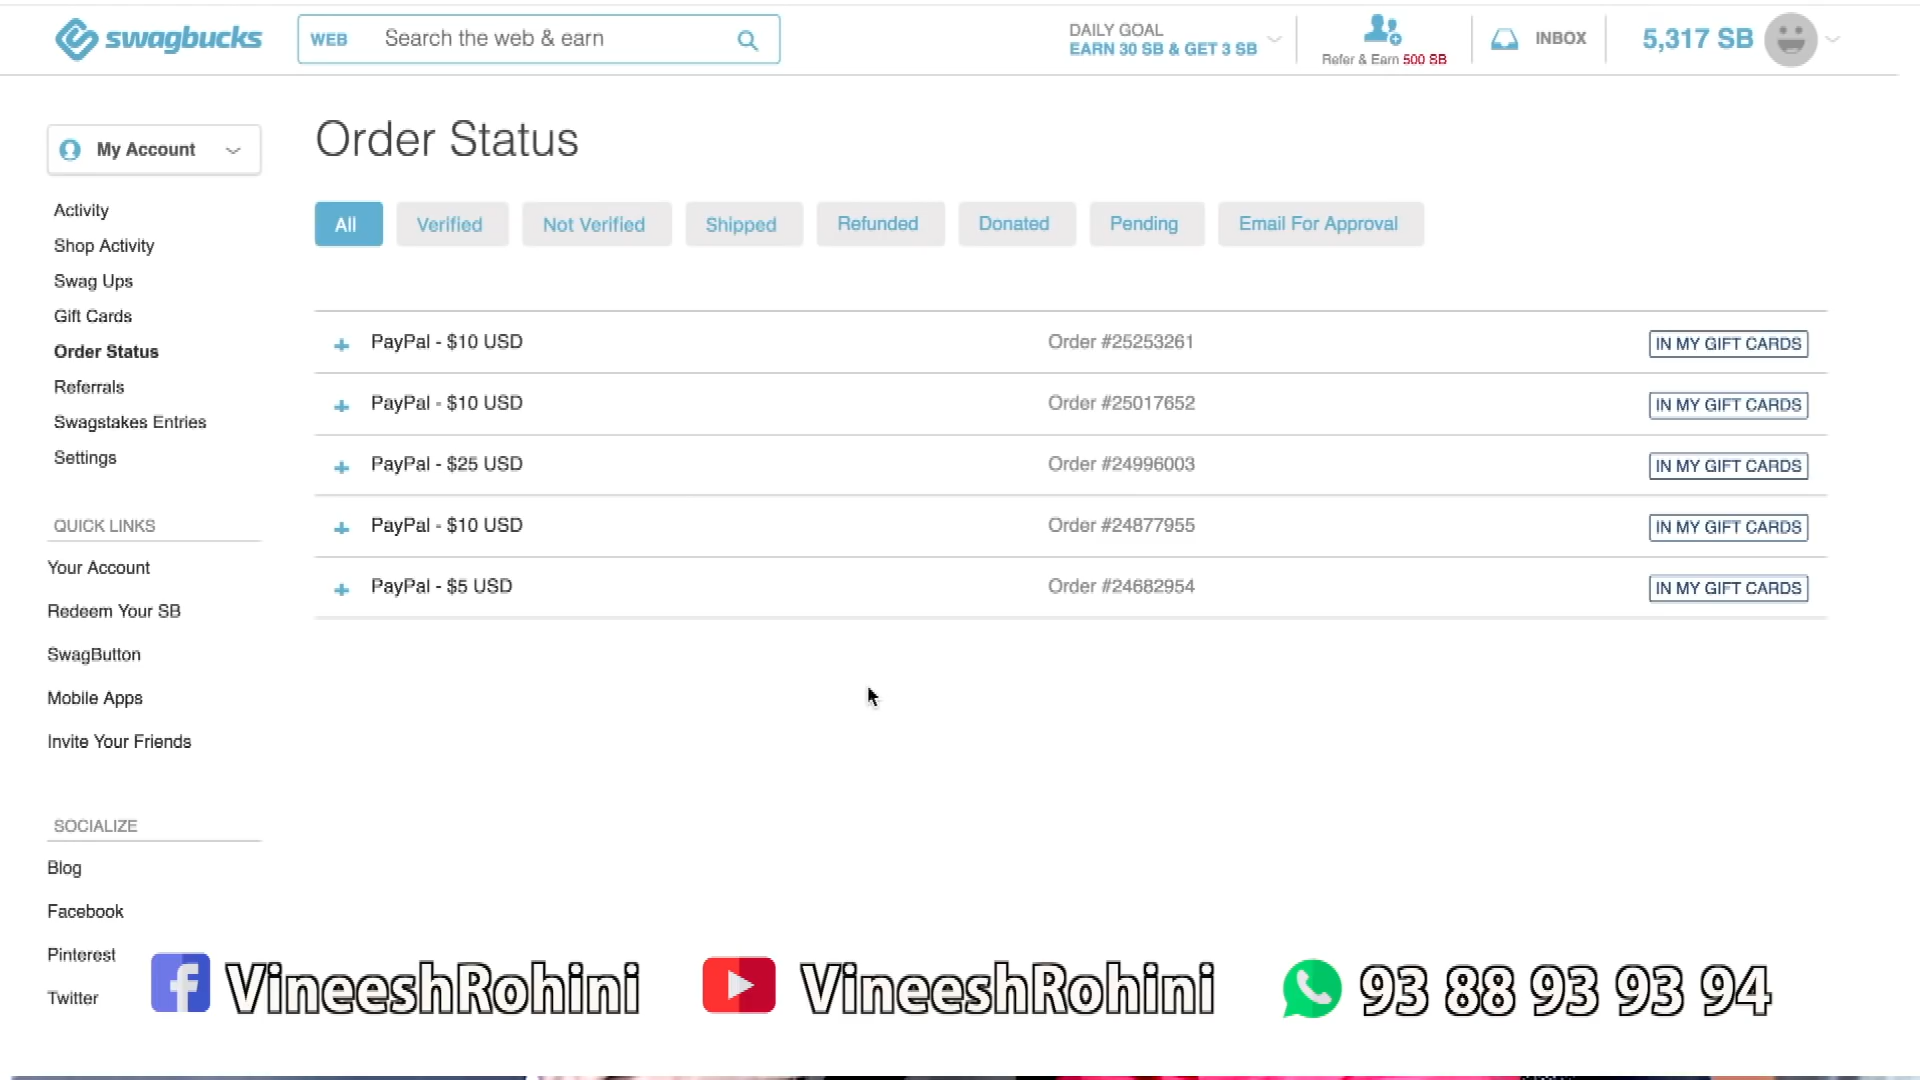 swagbucks
WEB Search the web & earn
DAILY GOAL
EARN 30 SB & GET 3 SB
Refer & Earn 500 SB
INBOX
5,317 SB
My Account
Activity
Shop Activity
Swag Ups
Gift Cards
Order Status
Referrals
Swagstakes Entries
Settings
QUICK LINKS
Your Account
Redeem Your SB
SwagButton
Mobile Apps
Invite Your Friends
SOCIALIZE
Blog
Facebook
Pinterest
Twitter
Order Status
All Verified Not Verified Shipped Refunded Donated Pending Email For Approval
+ PayPal - $10 USD Order #25253261 IN MY GIFT CARDS
+ PayPal - $10 USD Order #25017652 IN MY GIFT CARDS
+ PayPal - $25 USD Order #24996003 IN MY GIFT CARDS
+ PayPal - $10 USD Order #24877955 IN MY GIFT CARDS
+ PayPal - $5 USD Order #24682954 IN MY GIFT CARDS
VineeshRohini VineeshRohini 93 88 93 93 94